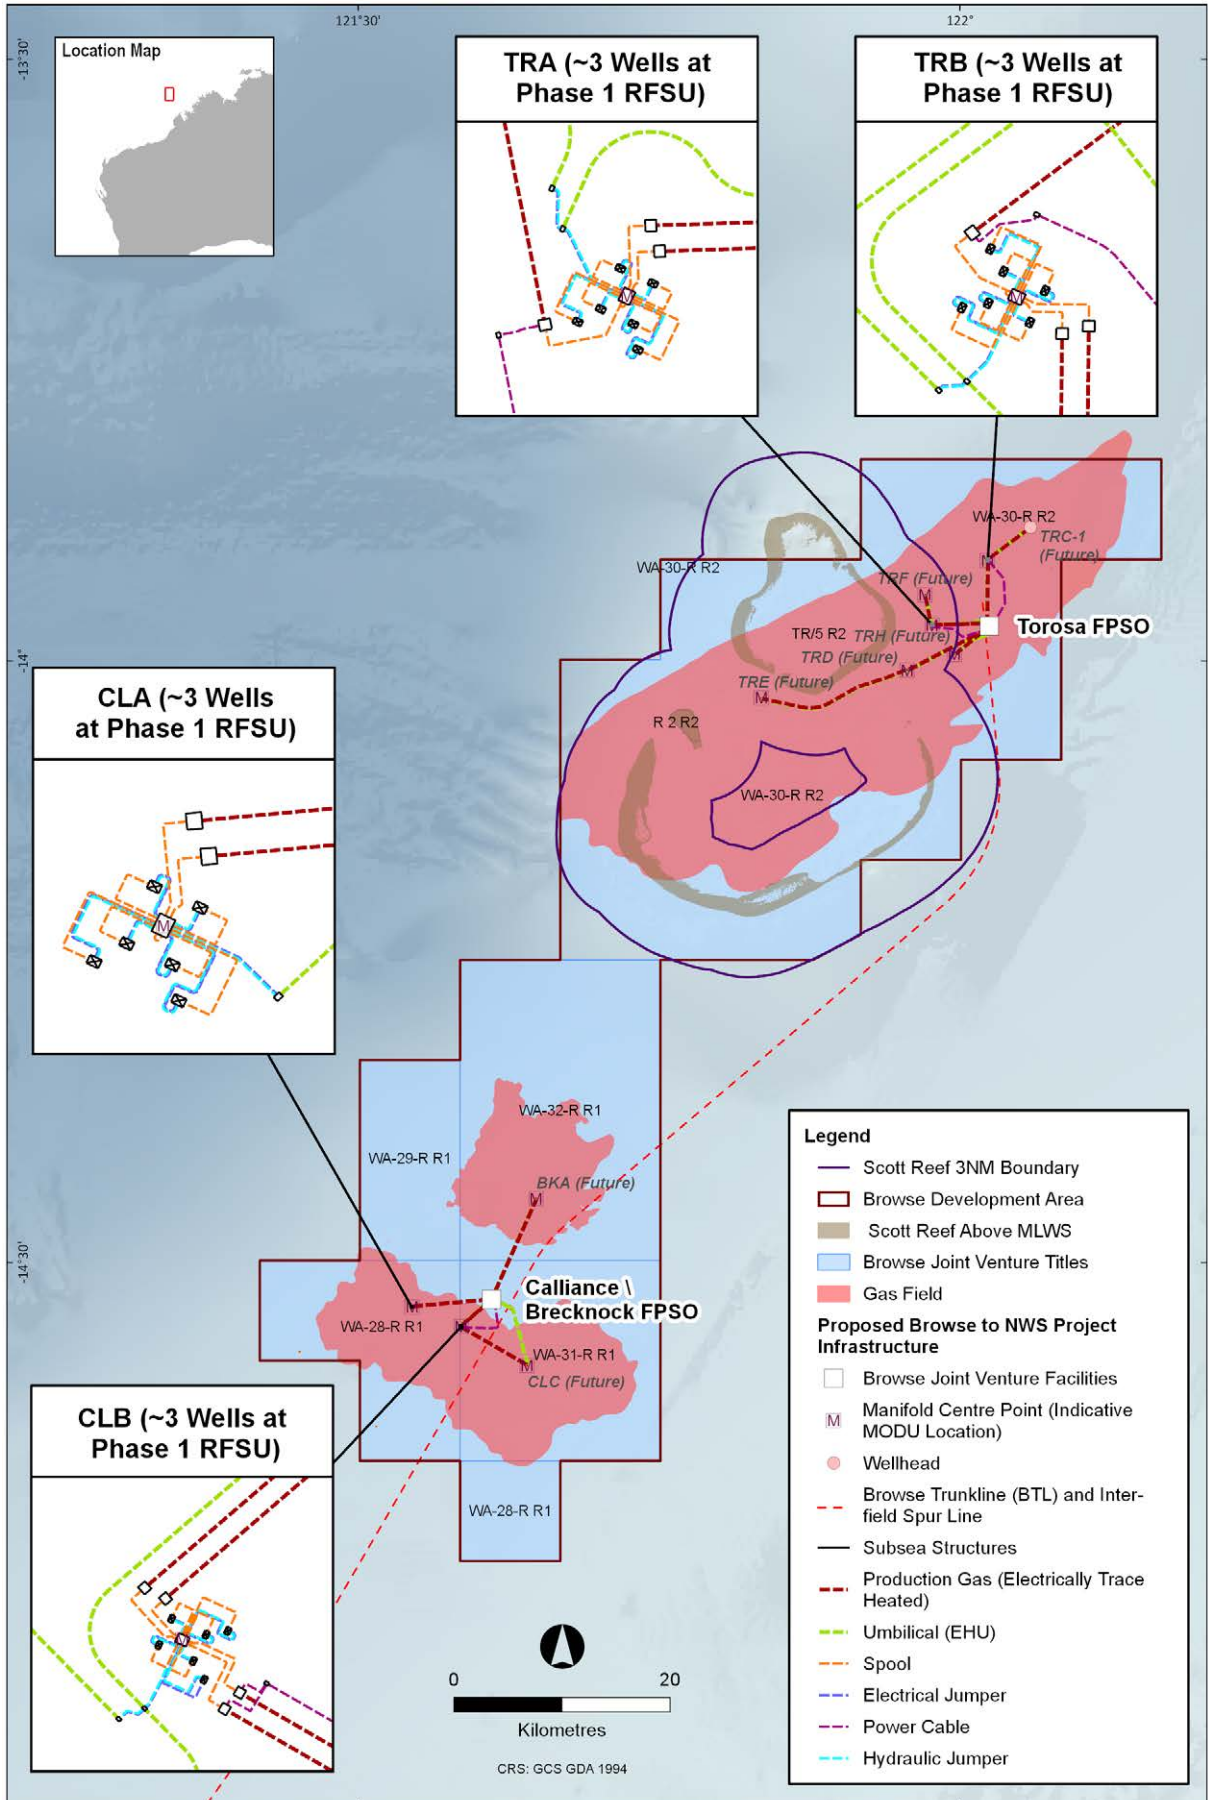 121°30'
122°
-13°30'
-14°
-14°30'
Location Map
TRA (~3 Wells at
Phase 1 RFSU)
M
TRB (~3 Wells at
Phase 1 RFSU)
M
WA-30-R R2
TRC-1
(Future)
M
WA-30-R R2
TRF (Future)
M
TR/5 R2
TRH (Future)
M
Torosa FPSO
TRD (Future)
M
M
TRE (Future)
M
R 2 R2
WA-30-R R2
CLA (~3 Wells
at Phase 1 RFSU)
M
WA-32-R R1
WA-29-R R1
BKA (Future)
M
Calliance \
Brecknock FPSO
M
WA-28-R R1
M
WA-31-R R1
M
CLC (Future)
WA-28-R R1
CLB (~3 Wells at
Phase 1 RFSU)
M
0
20
Kilometres
CRS: GCS GDA 1994
Legend
Scott Reef 3NM Boundary
Browse Development Area
Scott Reef Above MLWS
Browse Joint Venture Titles
Gas Field
Proposed Browse to NWS Project
Infrastructure
Browse Joint Venture Facilities
M
Manifold Centre Point (Indicative
MODU Location)
Wellhead
Browse Trunkline (BTL) and Inter-
field Spur Line
Subsea Structures
Production Gas (Electrically Trace
Heated)
Umbilical (EHU)
Spool
Electrical Jumper
Power Cable
Hydraulic Jumper